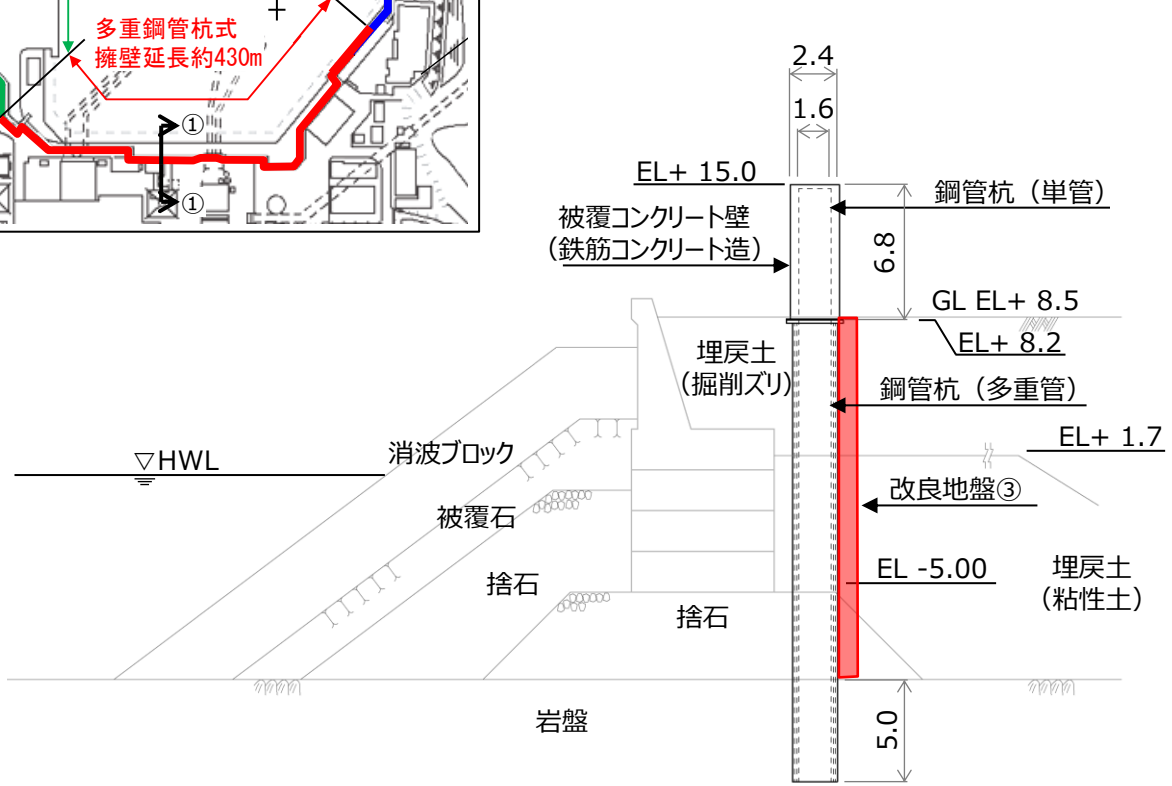 多重鋼管杭式
擁壁延長約430m
①
①
2.4
1.6
EL+ 15.0
鋼管杭（単管）
被覆コンクリート壁
（鉄筋コンクリート造）
6.8
GL EL+ 8.5
EL+ 8.2
埋戻土
（掘削ズリ）
鋼管杭（多重管）
EL+ 1.7
▽HWL
消波ブロック
改良地盤③
被覆石
EL -5.00
埋戻土
（粘性土）
捨石
捨石
5.0
岩盤